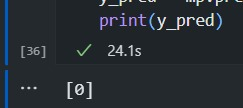 print(y_pred)
[36]
24.1s
[0]